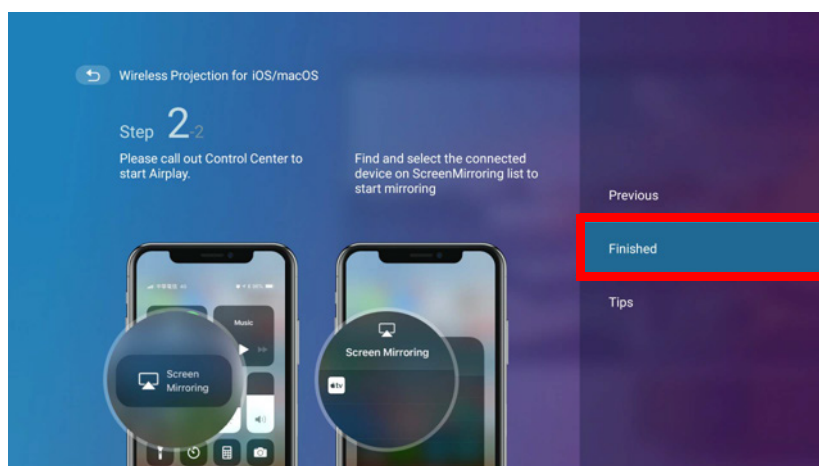 Wireless Projection for iOS/macOS
Step 2-2
Please call out Control Center to
start Airplay.
Find and select the connected
device on ScreenMirroring list to
start mirroring
Previous
Finished
Tips
Music
Screen
Mirroring
Screen Mirroring
tv